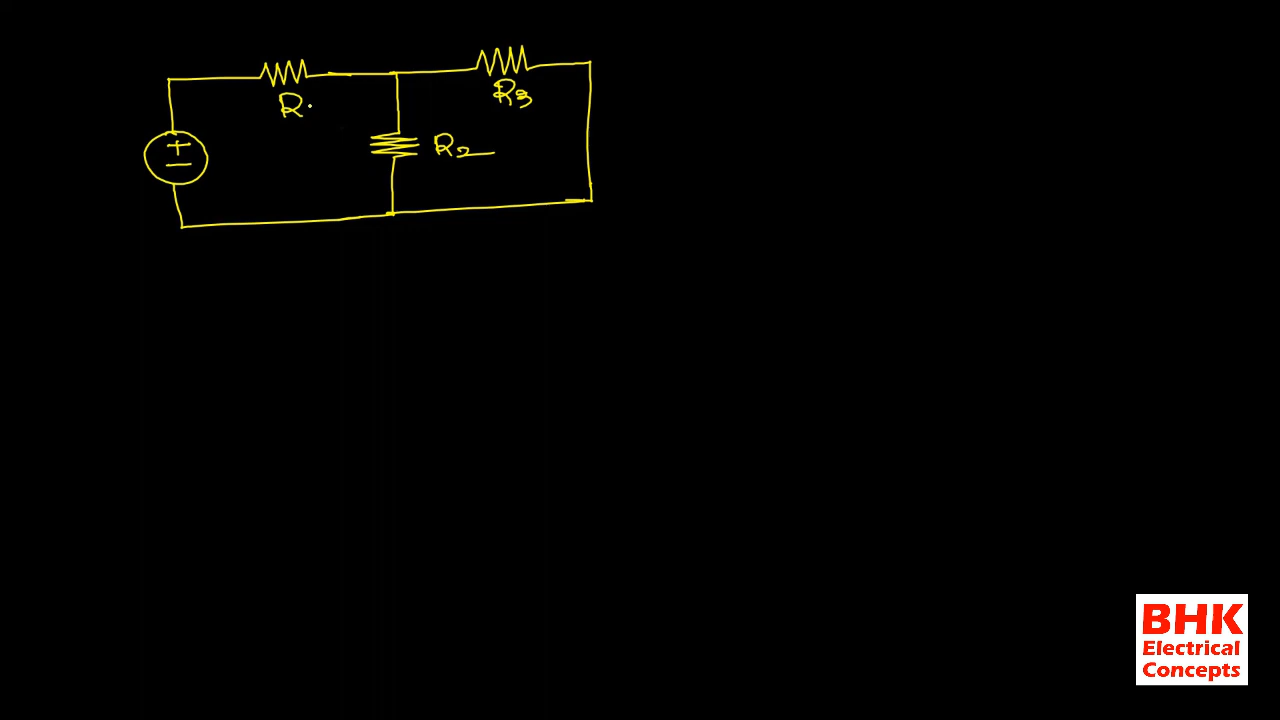 R
R3
+
R2
−
BHK
Electrical
Concepts